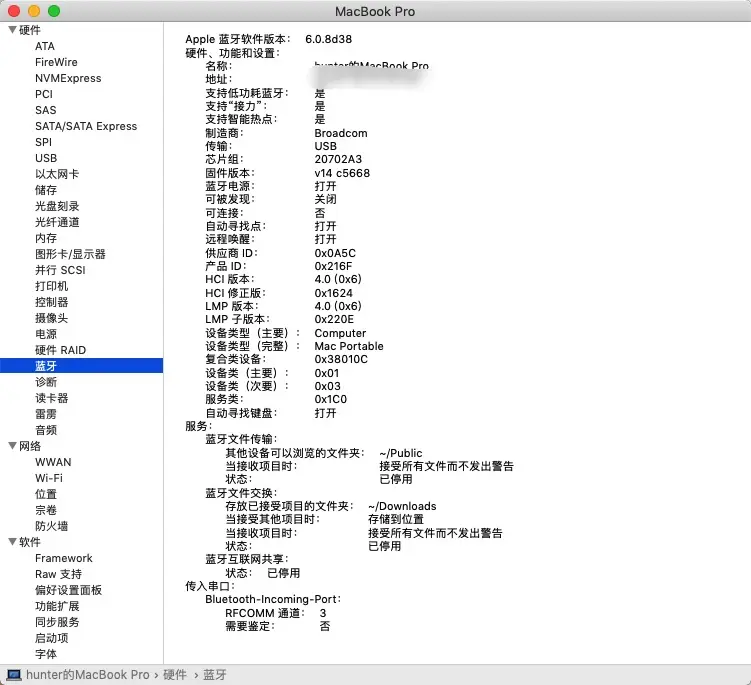 MacBook Pro
硬件
ATA
FireWire
NVMExpress
PCI
SAS
SATA/SATA Express
SPI
USB
以太网卡
储存
光盘刻录
光纤通道
内存
图形卡/显示器
并行 SCSI
打印机
控制器
摄像头
电源
硬件 RAID
蓝牙
诊断
读卡器
雷雳
音频
网络
WWAN
Wi-Fi
位置
宗卷
防火墙
软件
Framework
Raw 支持
偏好设置面板
功能扩展
同步服务
启动项
字体
Apple 蓝牙软件版本: 6.0.8d38
硬件、功能和设置:
名称: hunter的MacBook Pro
地址:
支持低功耗蓝牙: 是
支持“接力”: 是
支持智能热点: 是
制造商: Broadcom
传输: USB
芯片组: 20702A3
固件版本: v14 c5668
蓝牙电源: 打开
可被发现: 关闭
可连接: 否
自动寻找点: 打开
远程唤醒: 打开
供应商 ID: 0x0A5C
产品 ID: 0x216F
HCI 版本: 4.0 (0x6)
HCI 修正版: 0x1624
LMP 版本: 4.0 (0x6)
LMP 子版本: 0x220E
设备类型（主要）: Computer
设备类型（完整）: Mac Portable
复合类设备: 0x38010C
设备类（主要）: 0x01
设备类（次要）: 0x03
服务类: 0x1C0
自动寻找键盘: 打开
服务:
蓝牙文件传输:
其他设备可以浏览的文件夹: ~/Public
当接收项目时: 接受所有文件而不发出警告
状态: 已停用
蓝牙文件交换:
存放已接受项目的文件夹: ~/Downloads
当接受其他项目时: 存储到位置
当接收项目时: 接受所有文件而不发出警告
状态: 已停用
蓝牙互联网共享:
状态: 已停用
传入串口:
Bluetooth-Incoming-Port:
RFCOMM 通道: 3
需要鉴定: 否
hunter的MacBook Pro › 硬件 › 蓝牙